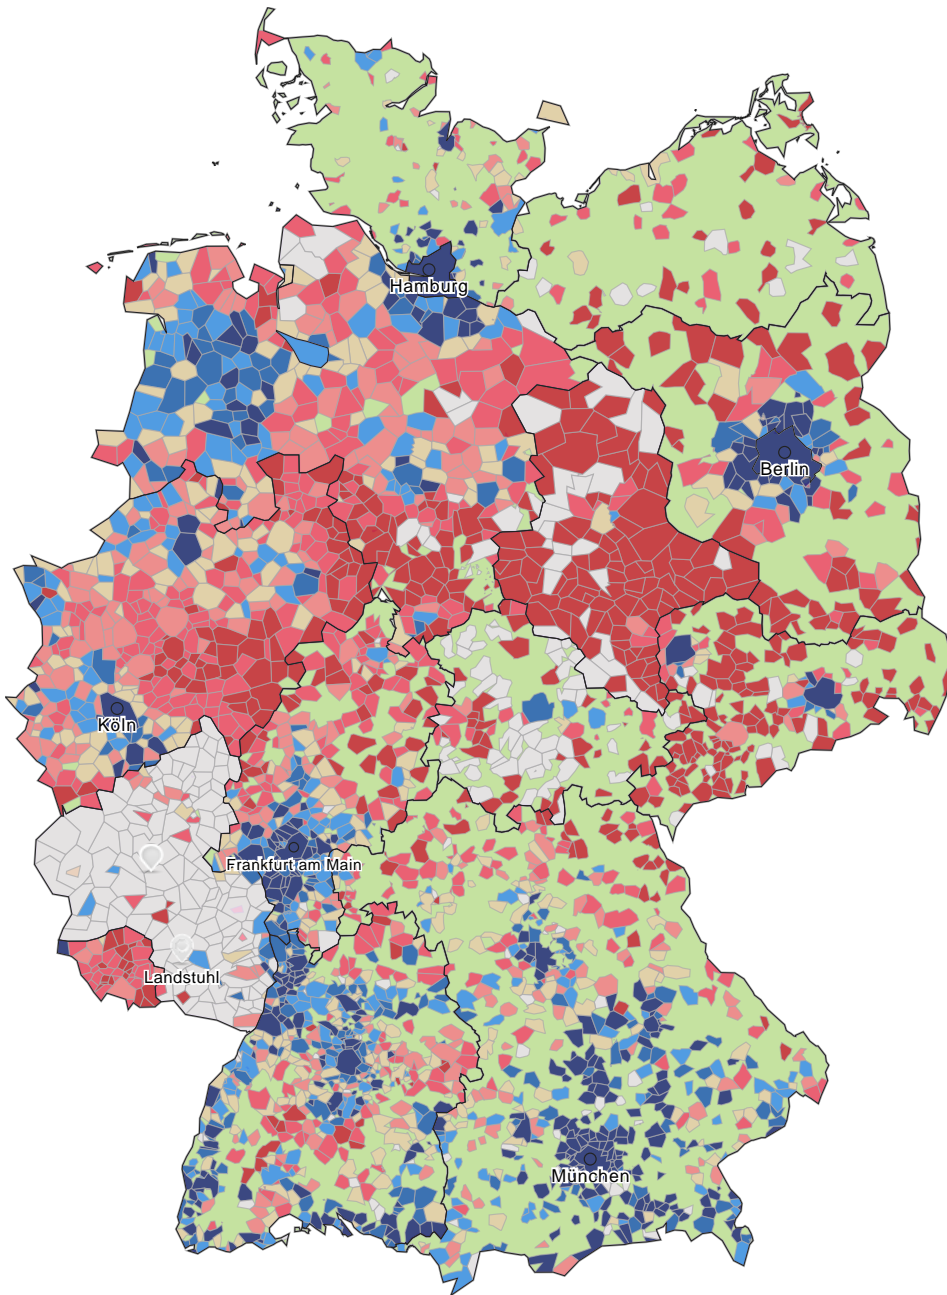 Hamburg
Berlin
Köln
Frankfurt am Main
Landstuhl
München